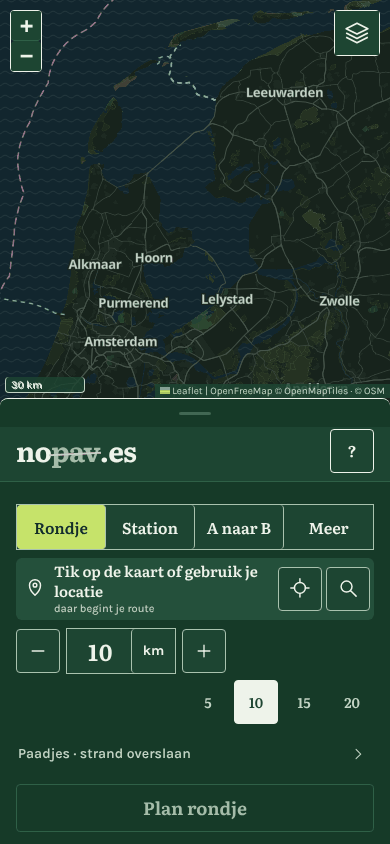 +
−
Leeuwarden
Alkmaar
Hoorn
Purmerend
Lelystad
Zwolle
Amsterdam
30 km
Leaflet | OpenFreeMap © OpenMapTiles · © OSM
nopav.es
?
Rondje
Station
A naar B
Meer
Tik op de kaart of gebruik je
locatie
daar begint je route
− 10 km +
5 10 15 20
Paadjes · strand overslaan
Plan rondje